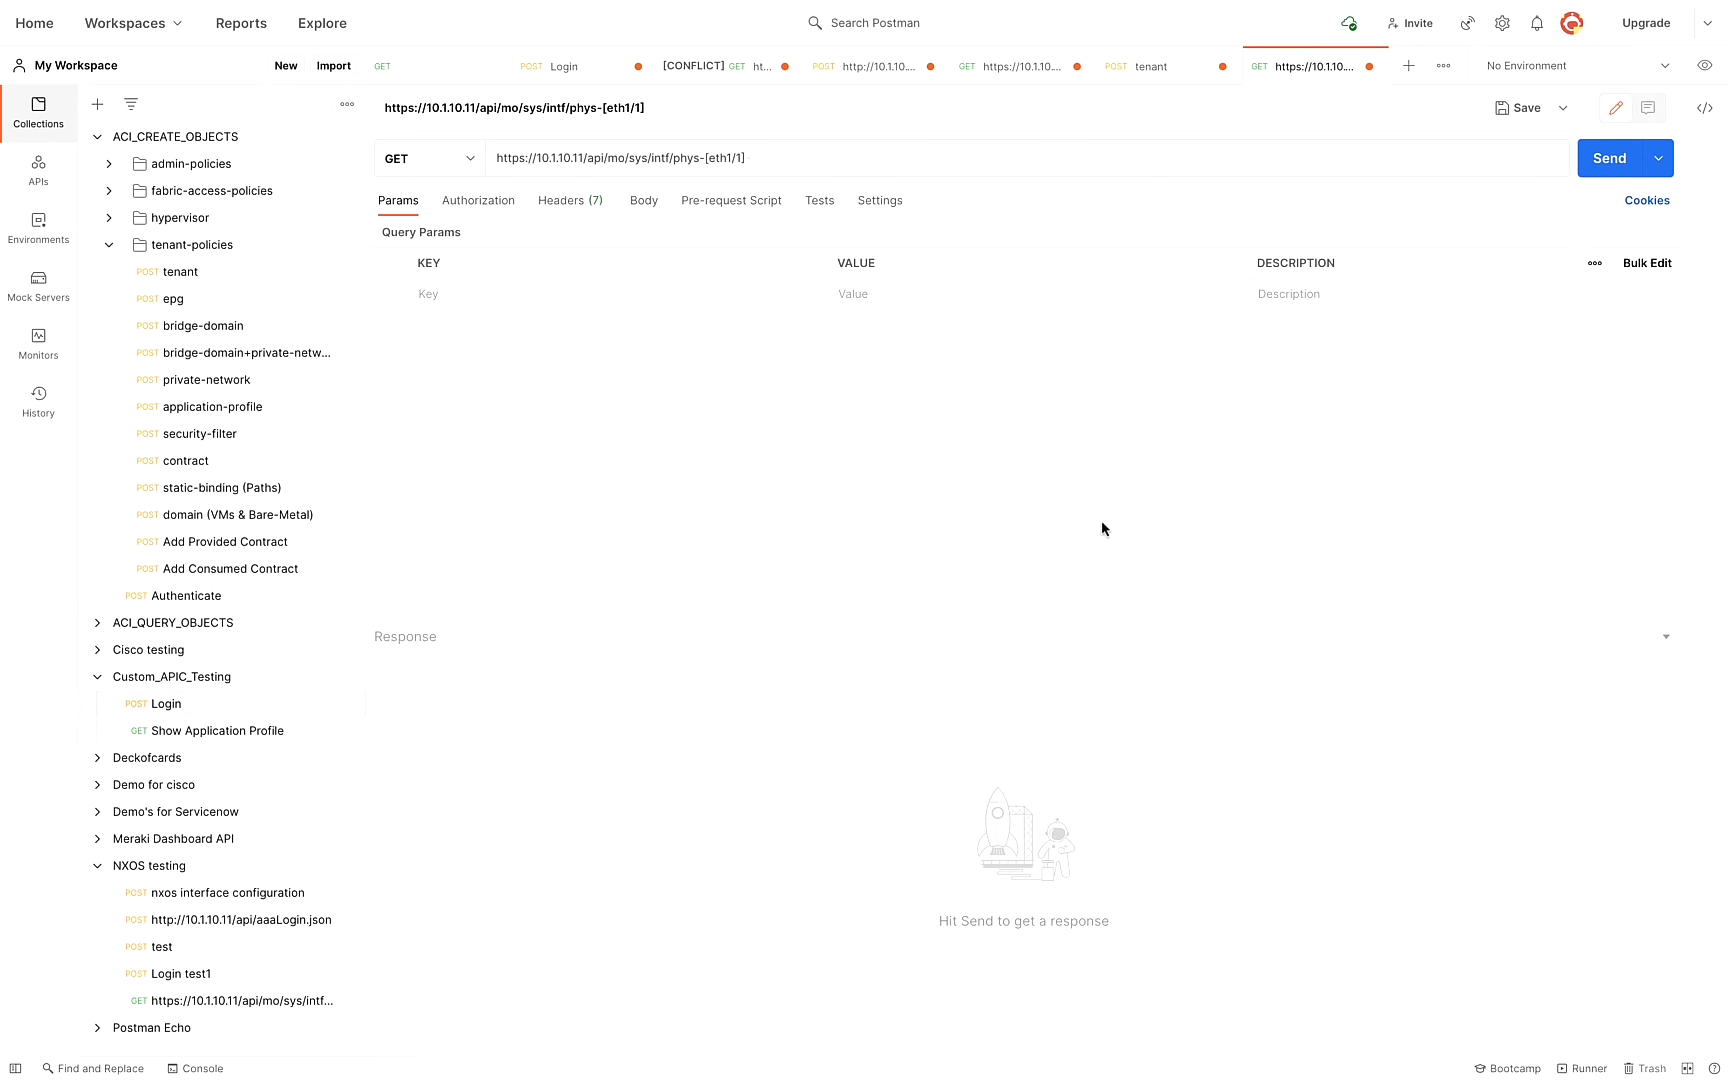 Home Workspaces Reports Explore Search Postman Invite Upgrade
My Workspace New Import GET POST Login [CONFLICT] GET ht... POST http://10.1.10.... GET https://10.1.10.... POST tenant GET https://10.1.10.... No Environment
https://10.1.10.11/api/mo/sys/intf/phys-[eth1/1] Save
GET https://10.1.10.11/api/mo/sys/intf/phys-[eth1/1] Send
Params Authorization Headers (7) Body Pre-request Script Tests Settings Cookies
Query Params
KEY VALUE DESCRIPTION Bulk Edit
Key Value Description
Response
Hit Send to get a response
Collections
APIs
Environments
Mock Servers
Monitors
History
ACI_CREATE_OBJECTS
admin-policies
fabric-access-policies
hypervisor
tenant-policies
POST tenant
POST epg
POST bridge-domain
POST bridge-domain+private-netw...
POST private-network
POST application-profile
POST security-filter
POST contract
POST static-binding (Paths)
POST domain (VMs & Bare-Metal)
POST Add Provided Contract
POST Add Consumed Contract
POST Authenticate
ACI_QUERY_OBJECTS
Cisco testing
Custom_APIC_Testing
POST Login
GET Show Application Profile
Deckofcards
Demo for cisco
Demo's for Servicenow
Meraki Dashboard API
NXOS testing
POST nxos interface configuration
POST http://10.1.10.11/api/aaaLogin.json
POST test
POST Login test1
GET https://10.1.10.11/api/mo/sys/intf...
Postman Echo
Find and Replace Console Bootcamp Runner Trash